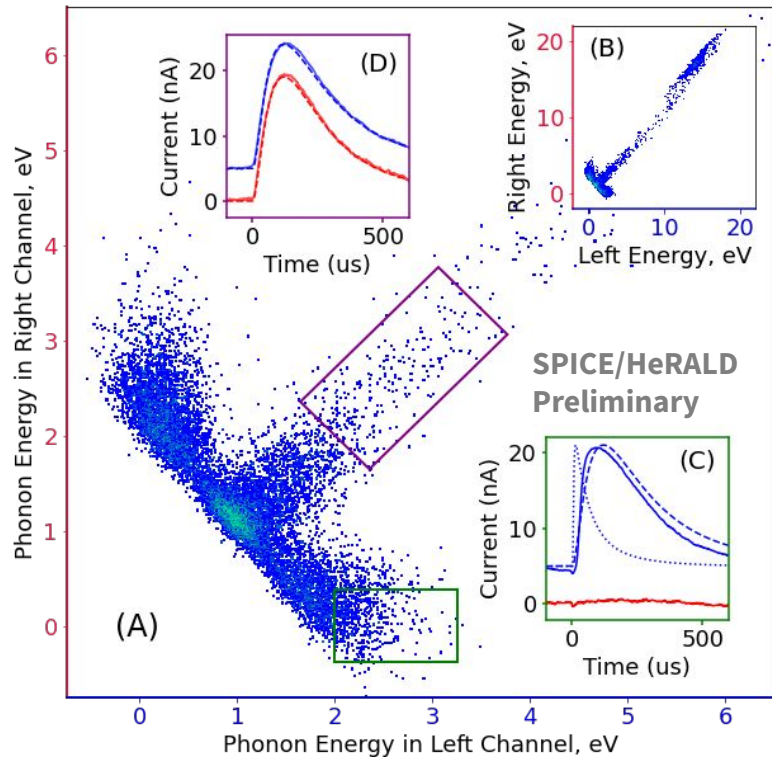 Phonon Energy in Right Channel, eV
6
5
4
3
2
1
0
(A)
0 1 2 3 4 5 6
Phonon Energy in Left Channel, eV
(D)
Current (nA)
20
10
0
0 500
Time (us)
(B)
Right Energy, eV
20
10
0
0 10 20
Left Energy, eV
SPICE/HeRALD
Preliminary
(C)
Current (nA)
20
10
0
0 500
Time (us)